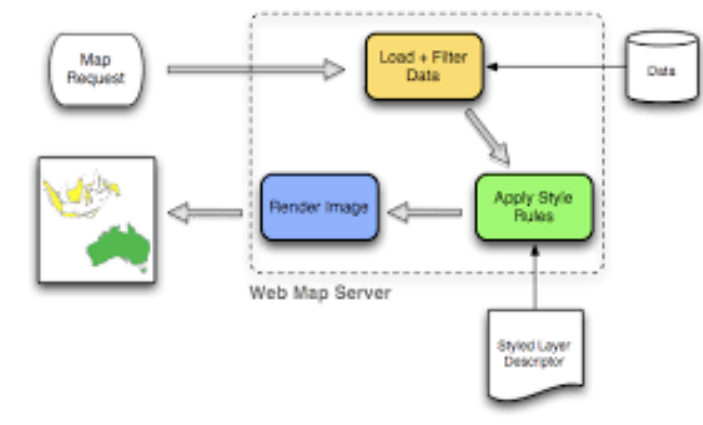 Map
Request
Load + Filter
Data
Data
Render Image
Apply Style
Rules
Web Map Server
Styled Layer
Descriptor